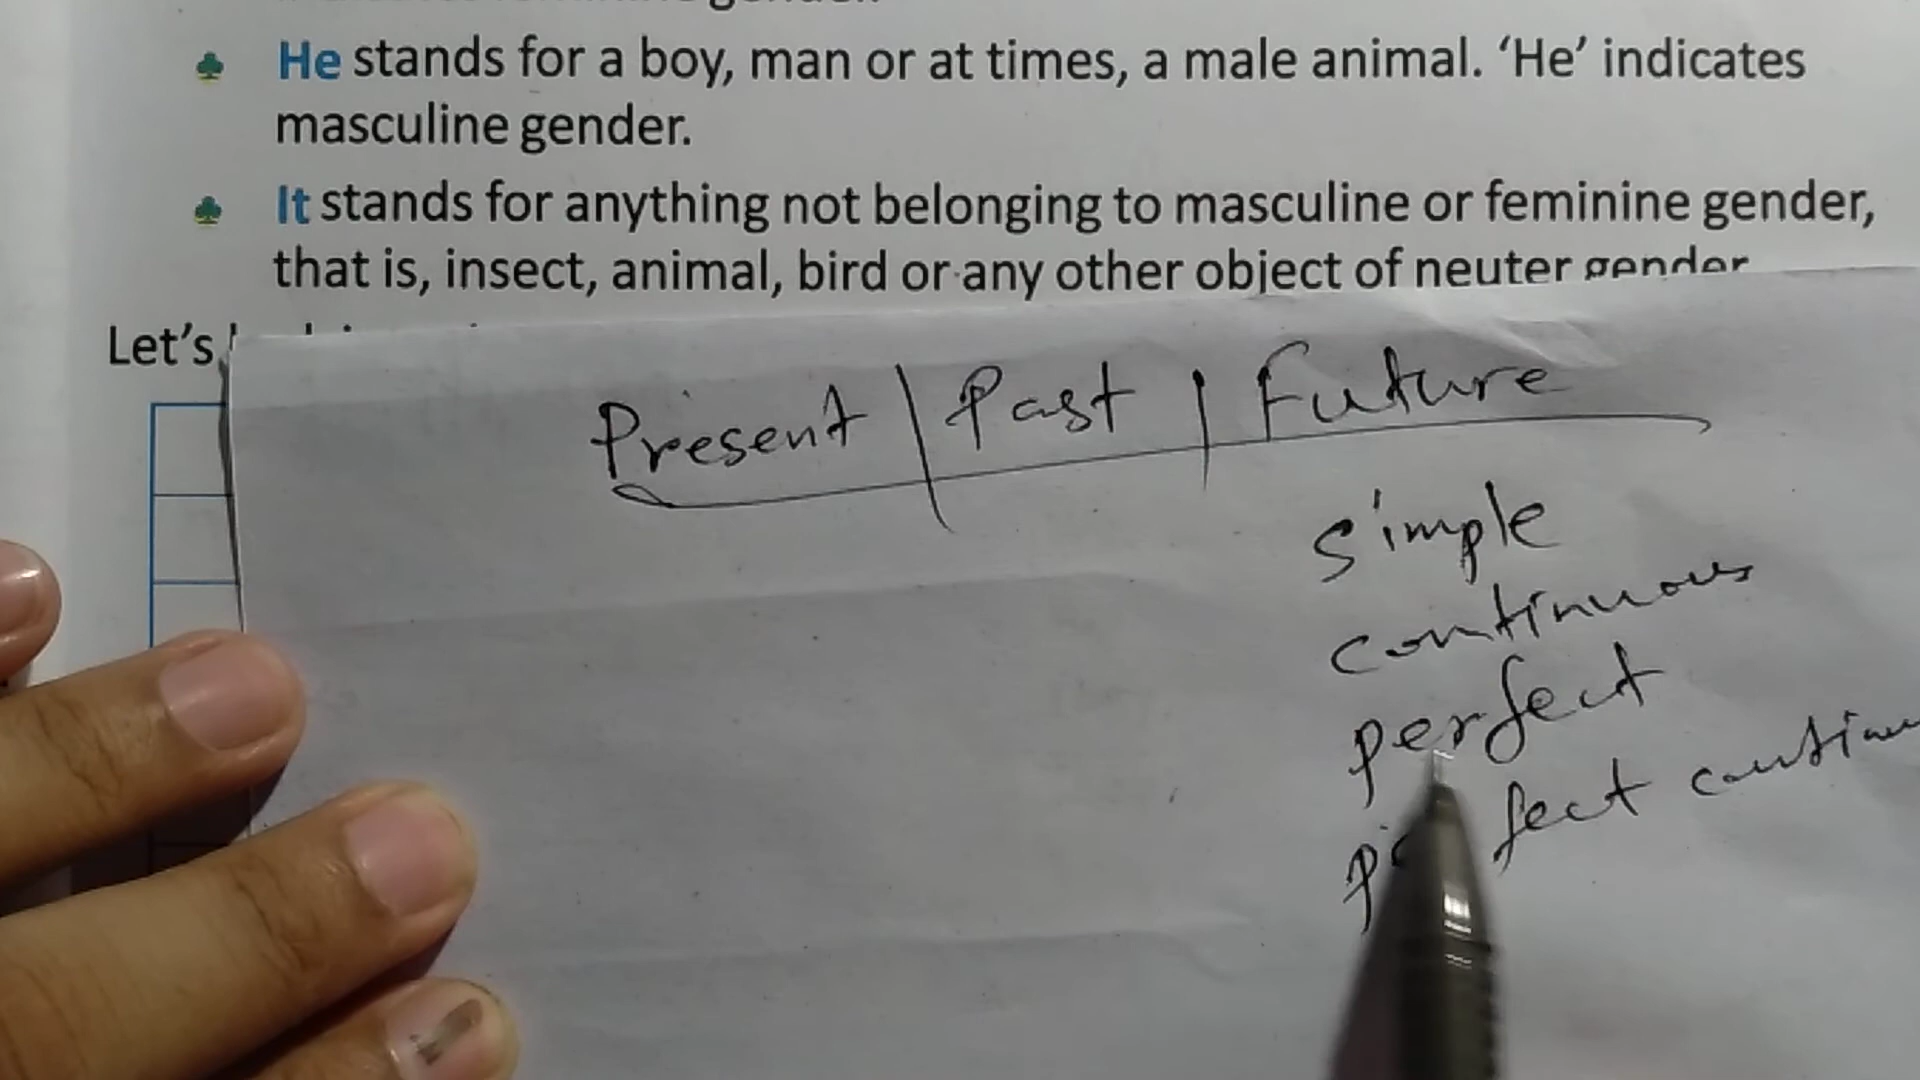 He stands for a boy, man or at times, a male animal. ‘He’ indicates
masculine gender.
It stands for anything not belonging to masculine or feminine gender,
that is, insect, animal, bird or any other object of neuter gender
Let’s
Present | Past | Future
simple
continuous
perfect